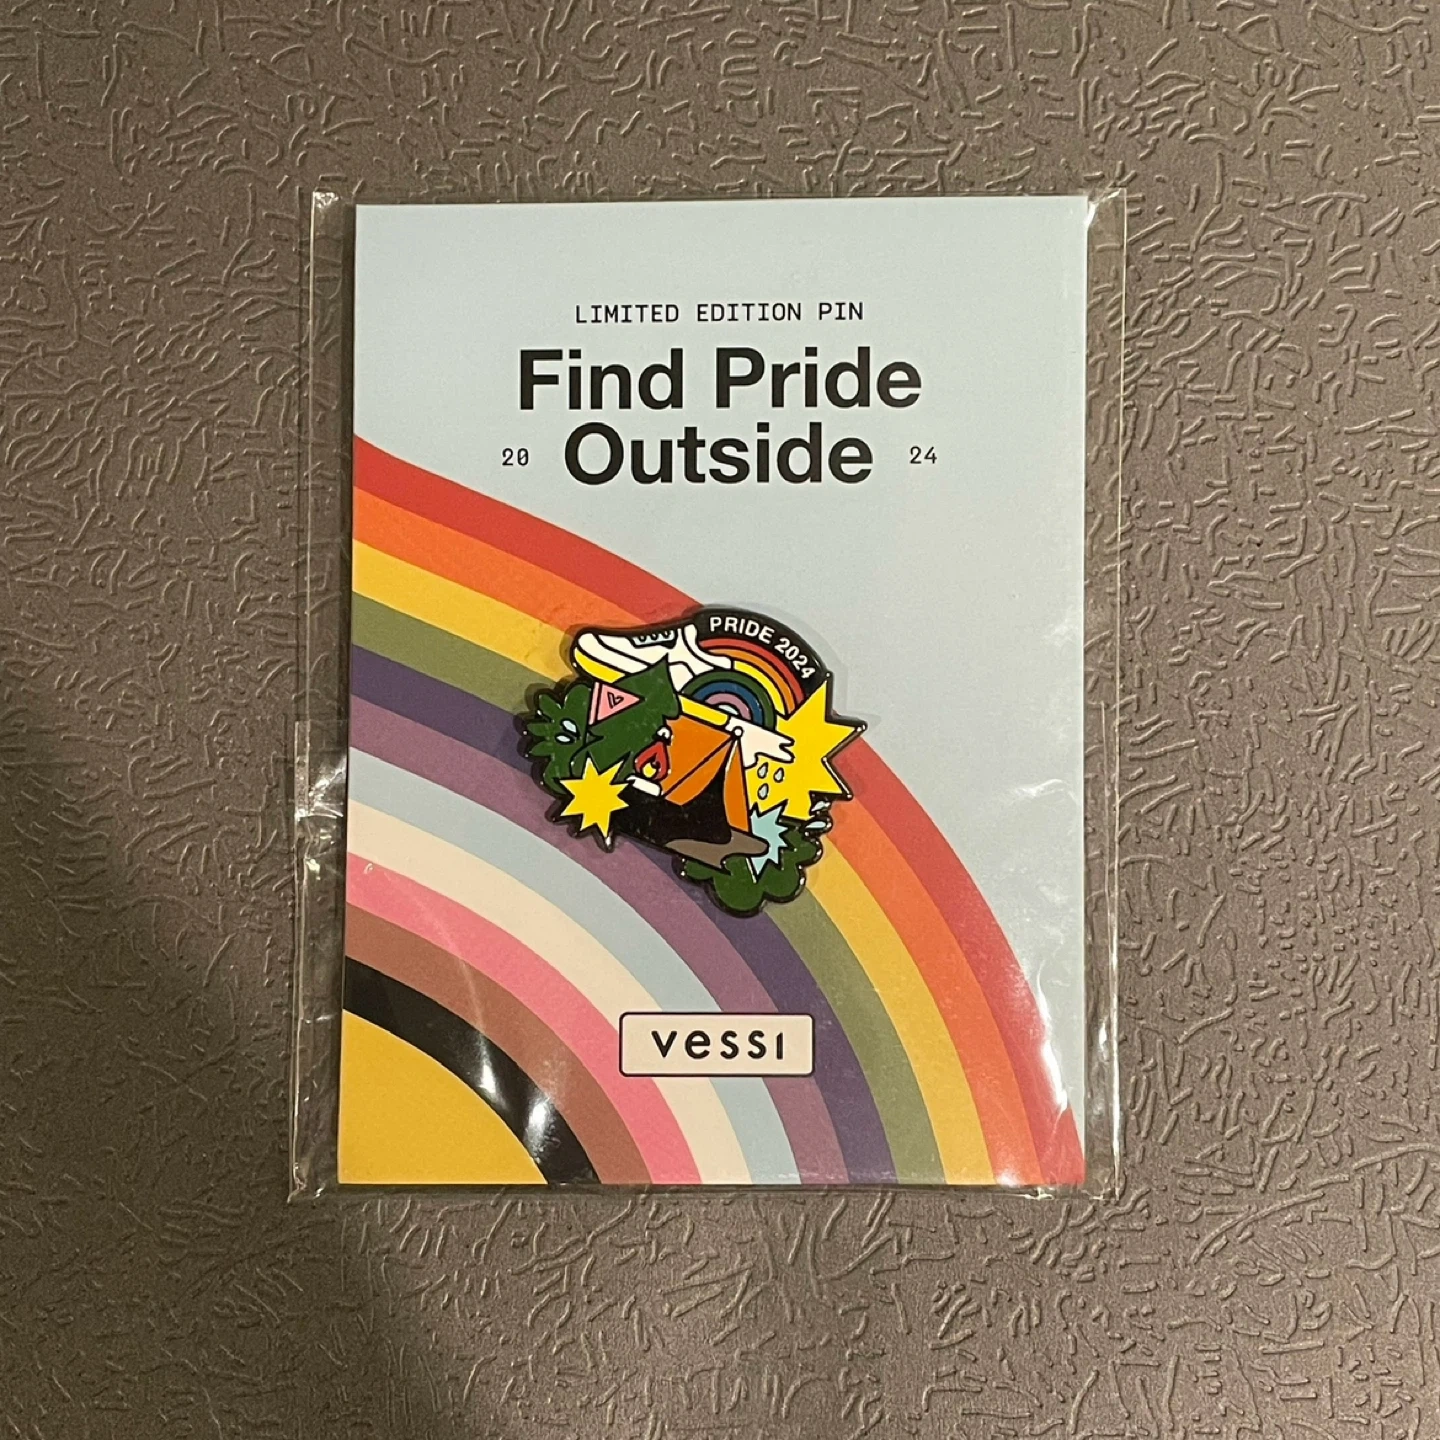 LIMITED EDITION PIN
Find Pride
20 Outside 24
PRIDE 2024
vessi